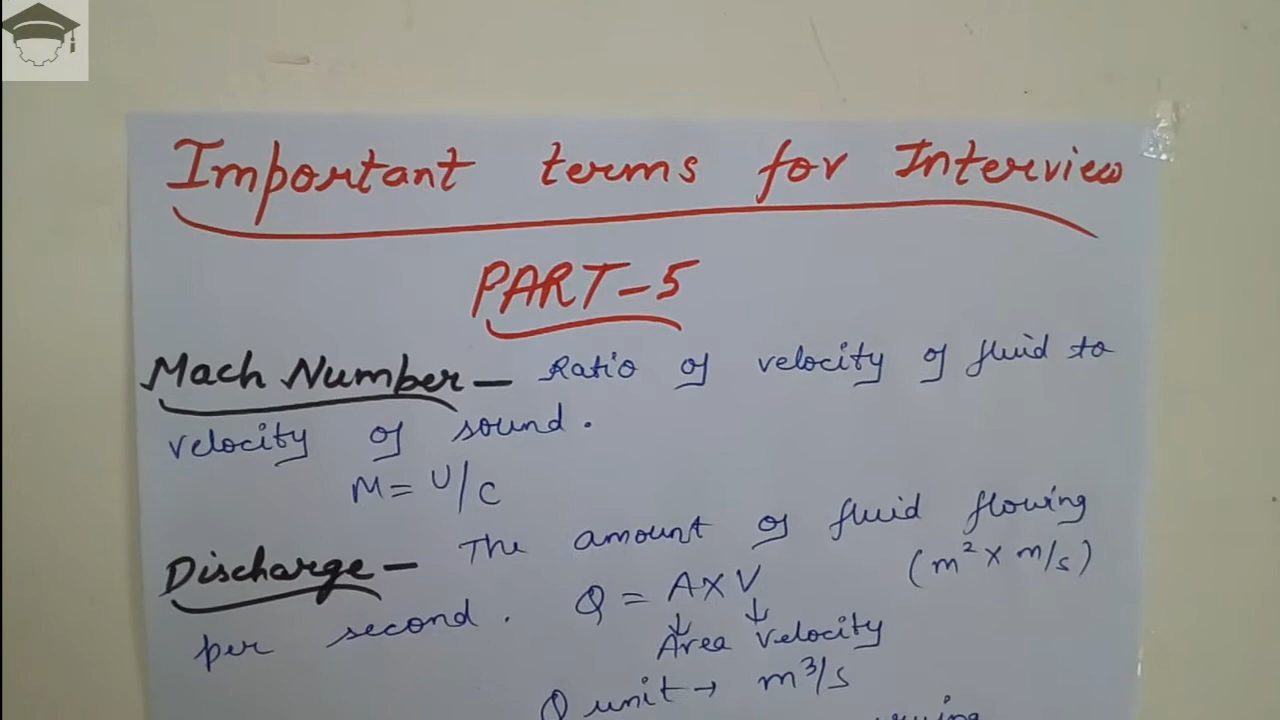 Important terms for Interview
PART-5
Mach Number - Ratio of velocity of fluid to
velocity of sound.
M = U/C
Discharge - The amount of fluid flowing
per second. Q = A X V (m² X m/s)
↓ ↓
Area Velocity
Q unit → m³/s